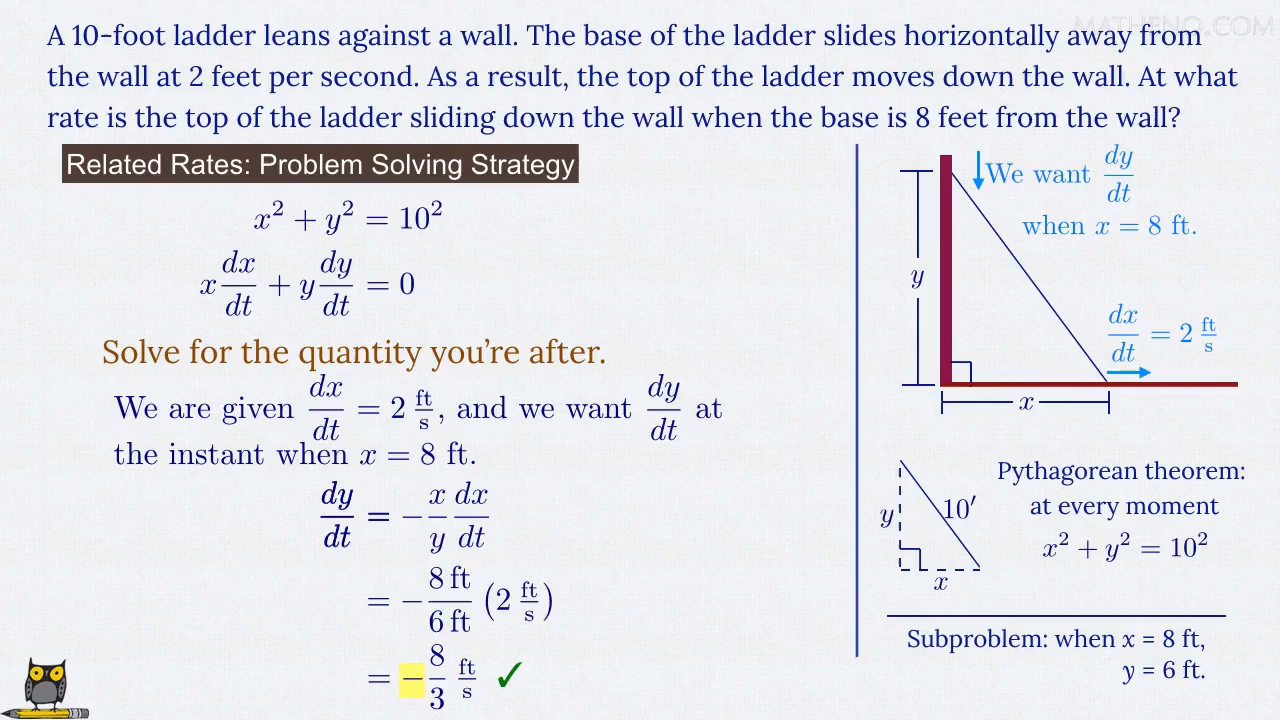 MATHENO.COM
A 10-foot ladder leans against a wall. The base of the ladder slides horizontally away from
the wall at 2 feet per second. As a result, the top of the ladder moves down the wall. At what
rate is the top of the ladder sliding down the wall when the base is 8 feet from the wall?
Related Rates: Problem Solving Strategy
x² + y² = 10²
x dx/dt + y dy/dt = 0
Solve for the quantity you're after.
We are given dx/dt = 2 ft/s, and we want dy/dt at
the instant when x = 8 ft.
dy/dt = −x/y dx/dt
= −8 ft/6 ft (2 ft/s)
= −8/3 ft/s ✓
We want dy/dt
when x = 8 ft.
y
dx/dt = 2 ft/s
x
Pythagorean theorem:
at every moment
x² + y² = 10²
y
10′
x
Subproblem: when x = 8 ft,
y = 6 ft.